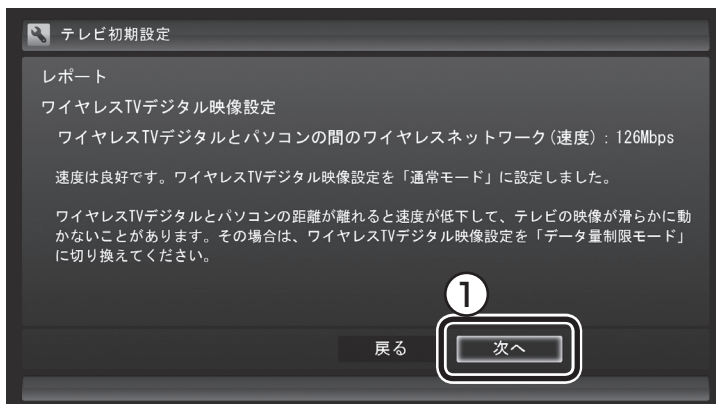 テレビ初期設定
レポート
ワイヤレスTVデジタル映像設定
ワイヤレスTVデジタルとパソコンの間のワイヤレスネットワーク(速度)：126Mbps
速度は良好です。ワイヤレスTVデジタル映像設定を「通常モード」に設定しました。
ワイヤレスTVデジタルとパソコンの距離が離れると速度が低下して、テレビの映像が滑らかに動
かないことがあります。その場合は、ワイヤレスTVデジタル映像設定を「データ量制限モード」
に切り換えてください。
①
戻る 次へ